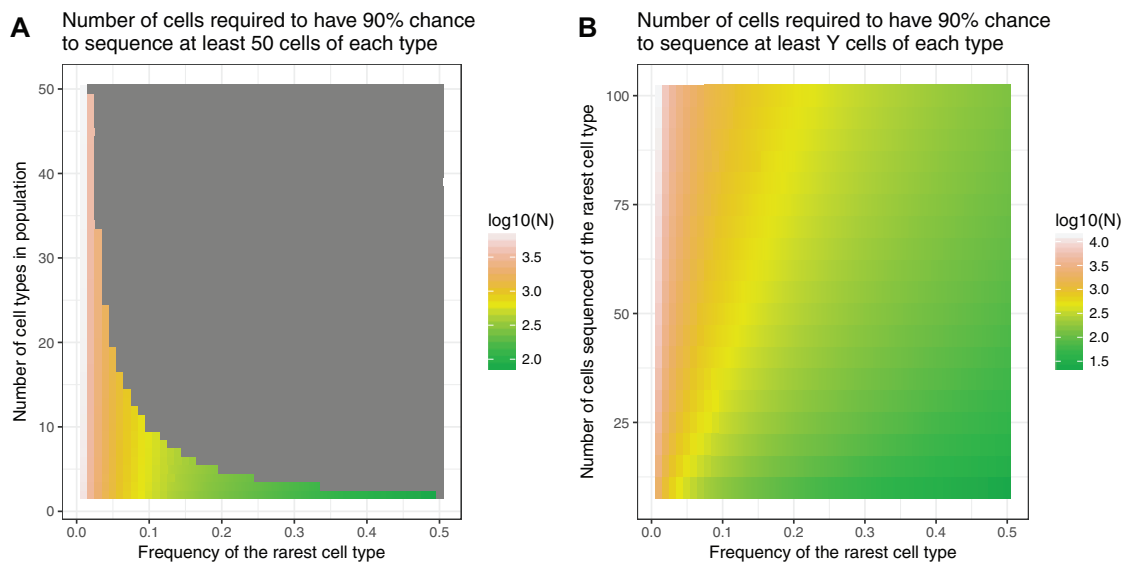 A
Number of cells required to have 90% chance
to sequence at least 50 cells of each type
Number of cell types in population
50
40
30
20
10
0
0.0
0.1
0.2
0.3
0.4
0.5
Frequency of the rarest cell type
log10(N)
3.5
3.0
2.5
2.0
B
Number of cells required to have 90% chance
to sequence at least Y cells of each type
Number of cells sequenced of the rarest cell type
100
75
50
25
0.0
0.1
0.2
0.3
0.4
0.5
Frequency of the rarest cell type
log10(N)
4.0
3.5
3.0
2.5
2.0
1.5